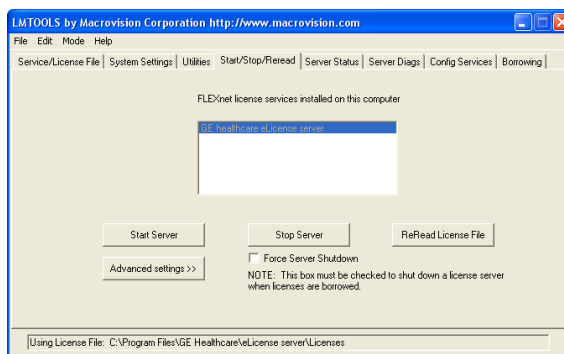 LMTOOLS by Macrovision Corporation http://www.macrovision.com
File Edit Mode Help
Service/License File System Settings Utilities Start/Stop/Reread Server Status Server Diags Config Services Borrowing
FLEXnet license services installed on this computer
GE healthcare eLicense server
Start Server Stop Server ReRead License File
Advanced settings >> Force Server Shutdown
NOTE: This box must be checked to shut down a license server
when licenses are borrowed.
Using License File: C:\Program Files\GE Healthcare\eLicense server\Licenses